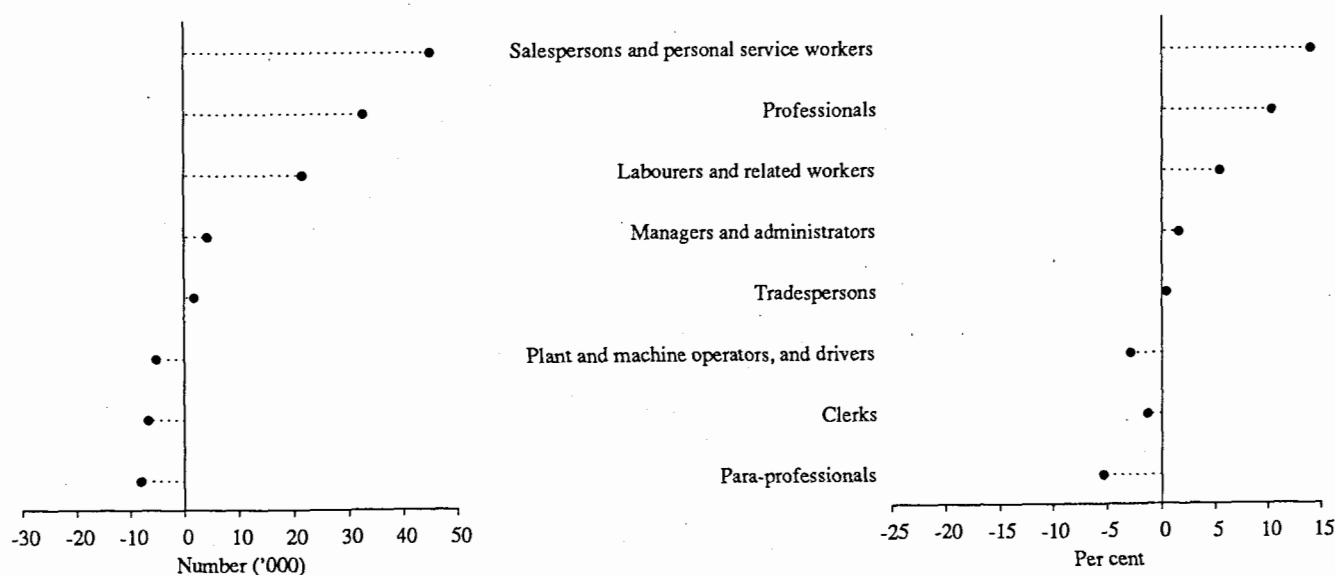 Salespersons and personal service workers
Professionals
Labourers and related workers
Managers and administrators
Tradespersons
Plant and machine operators, and drivers
Clerks
Para-professionals
-30 -20 -10 0 10 20 30 40 50
Number ('000)
-25 -20 -15 -10 -5 0 5 10 15
Per cent